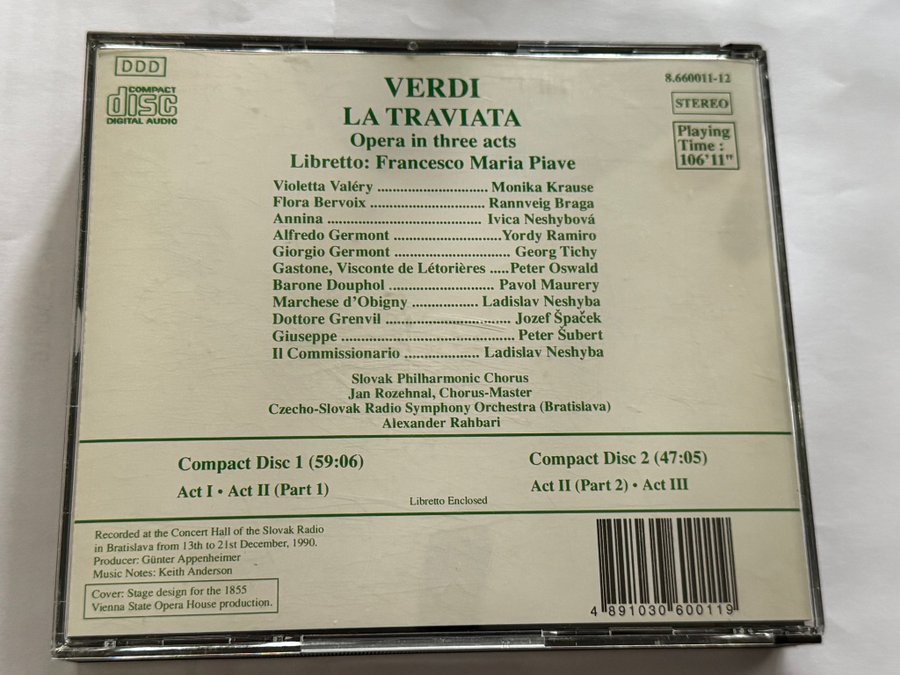 DDD
COMPACT
disc
DIGITAL AUDIO
VERDI
LA TRAVIATA
Opera in three acts
Libretto: Francesco Maria Piave
8.660011-12
STEREO
Playing
Time :
106'11"
Violetta Valéry ............................... Monika Krause
Flora Bervoix ................................ Rannveig Braga
Annina ........................................... Ivica Neshybová
Alfredo Germont ..............................Yordy Ramiro
Giorgio Germont ................................ Georg Tichy
Gastone, Visconte de Létorières .....Peter Oswald
Barone Douphol ............................. Pavol Maurery
Marchese d'Obigny ................. Ladislav Neshyba
Dottore Grenvil ................................ Jozef Špaček
Giuseppe ............................................ Peter Šubert
Il Commissionario .................... Ladislav Neshyba
Slovak Philharmonic Chorus
Jan Rozehnal, Chorus-Master
Czecho-Slovak Radio Symphony Orchestra (Bratislava)
Alexander Rahbari
Compact Disc 1 (59:06)
Act I • Act II (Part 1)
Libretto Enclosed
Compact Disc 2 (47:05)
Act II (Part 2) • Act III
Recorded at the Concert Hall of the Slovak Radio
in Bratislava from 13th to 21st December, 1990.
Producer: Günter Appenheimer
Music Notes: Keith Anderson
Cover: Stage design for the 1855
Vienna State Opera House production.
4 891030 600119